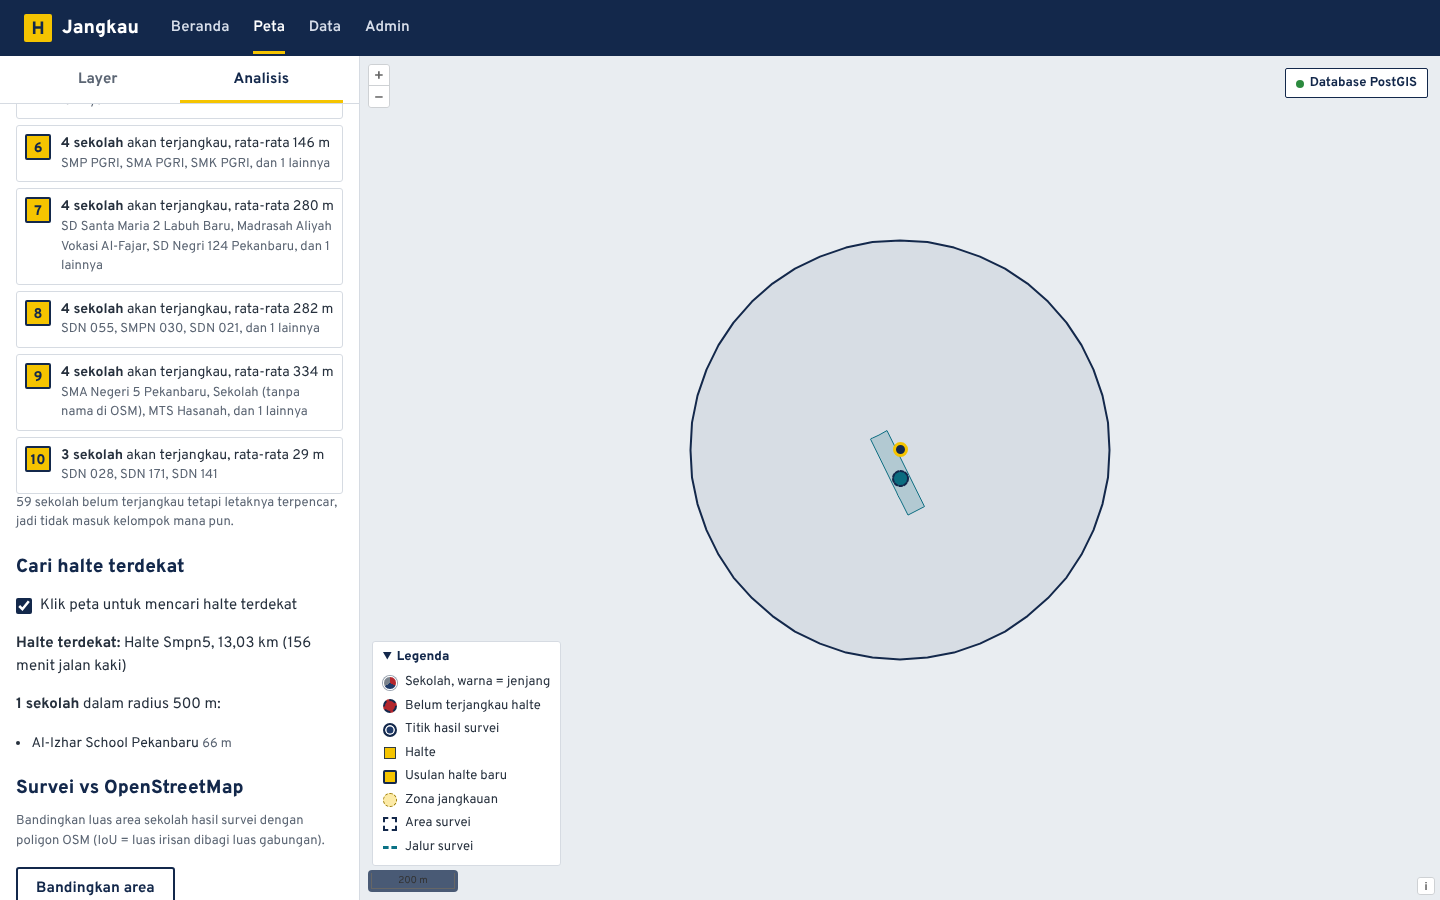 H Jangkau Beranda Peta Data Admin
Layer Analisis
6 4 sekolah akan terjangkau, rata-rata 146 m
SMP PGRI, SMA PGRI, SMK PGRI, dan 1 lainnya
7 4 sekolah akan terjangkau, rata-rata 280 m
SD Santa Maria 2 Labuh Baru, Madrasah Aliyah
Vokasi Al-Fajar, SD Negri 124 Pekanbaru, dan 1
lainnya
8 4 sekolah akan terjangkau, rata-rata 282 m
SDN 055, SMPN 030, SDN 021, dan 1 lainnya
9 4 sekolah akan terjangkau, rata-rata 334 m
SMA Negeri 5 Pekanbaru, Sekolah (tanpa
nama di OSM), MTS Hasanah, dan 1 lainnya
10 3 sekolah akan terjangkau, rata-rata 29 m
SDN 028, SDN 171, SDN 141
59 sekolah belum terjangkau tetapi letaknya terpencar,
jadi tidak masuk kelompok mana pun.
Cari halte terdekat
Klik peta untuk mencari halte terdekat
Halte terdekat: Halte Smpn5, 13,03 km (156
menit jalan kaki)
1 sekolah dalam radius 500 m:
• Al-Izhar School Pekanbaru 66 m
Survei vs OpenStreetMap
Bandingkan luas area sekolah hasil survei dengan
poligon OSM (IoU = luas irisan dibagi luas gabungan).
Bandingkan area
+
−
Database PostGIS
▼ Legenda
Sekolah, warna = jenjang
Belum terjangkau halte
Titik hasil survei
Halte
Usulan halte baru
Zona jangkauan
Area survei
Jalur survei
200 m
i